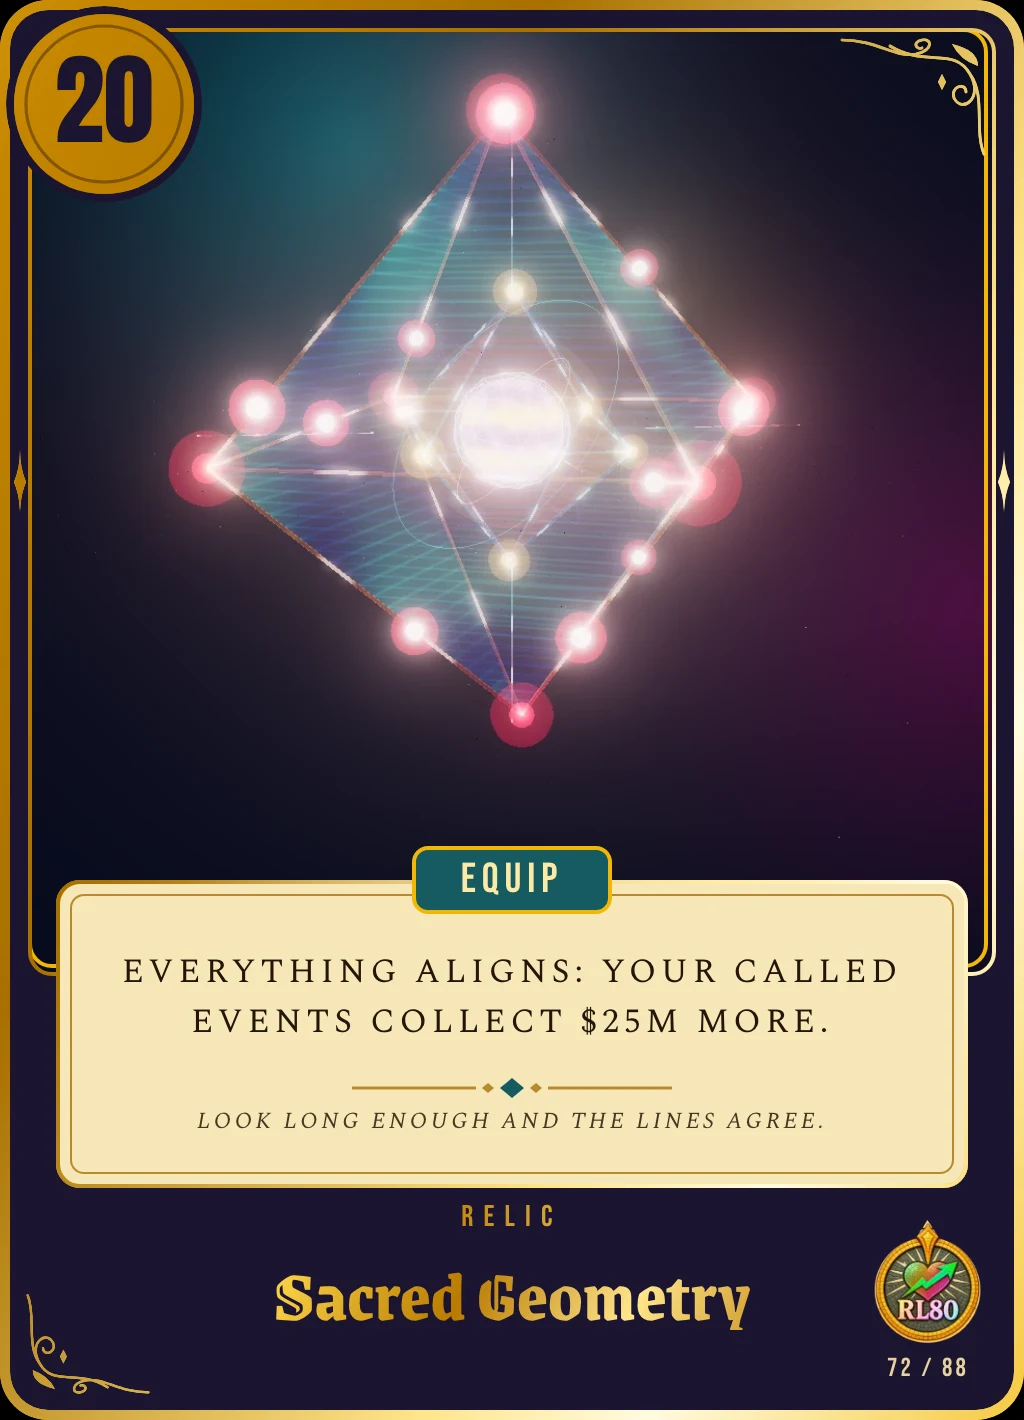 20
EQUIP
EVERYTHING ALIGNS: YOUR CALLED
EVENTS COLLECT $25M MORE.
LOOK LONG ENOUGH AND THE LINES AGREE.
RELIC
Sacred Geometry
RL80
72 / 88